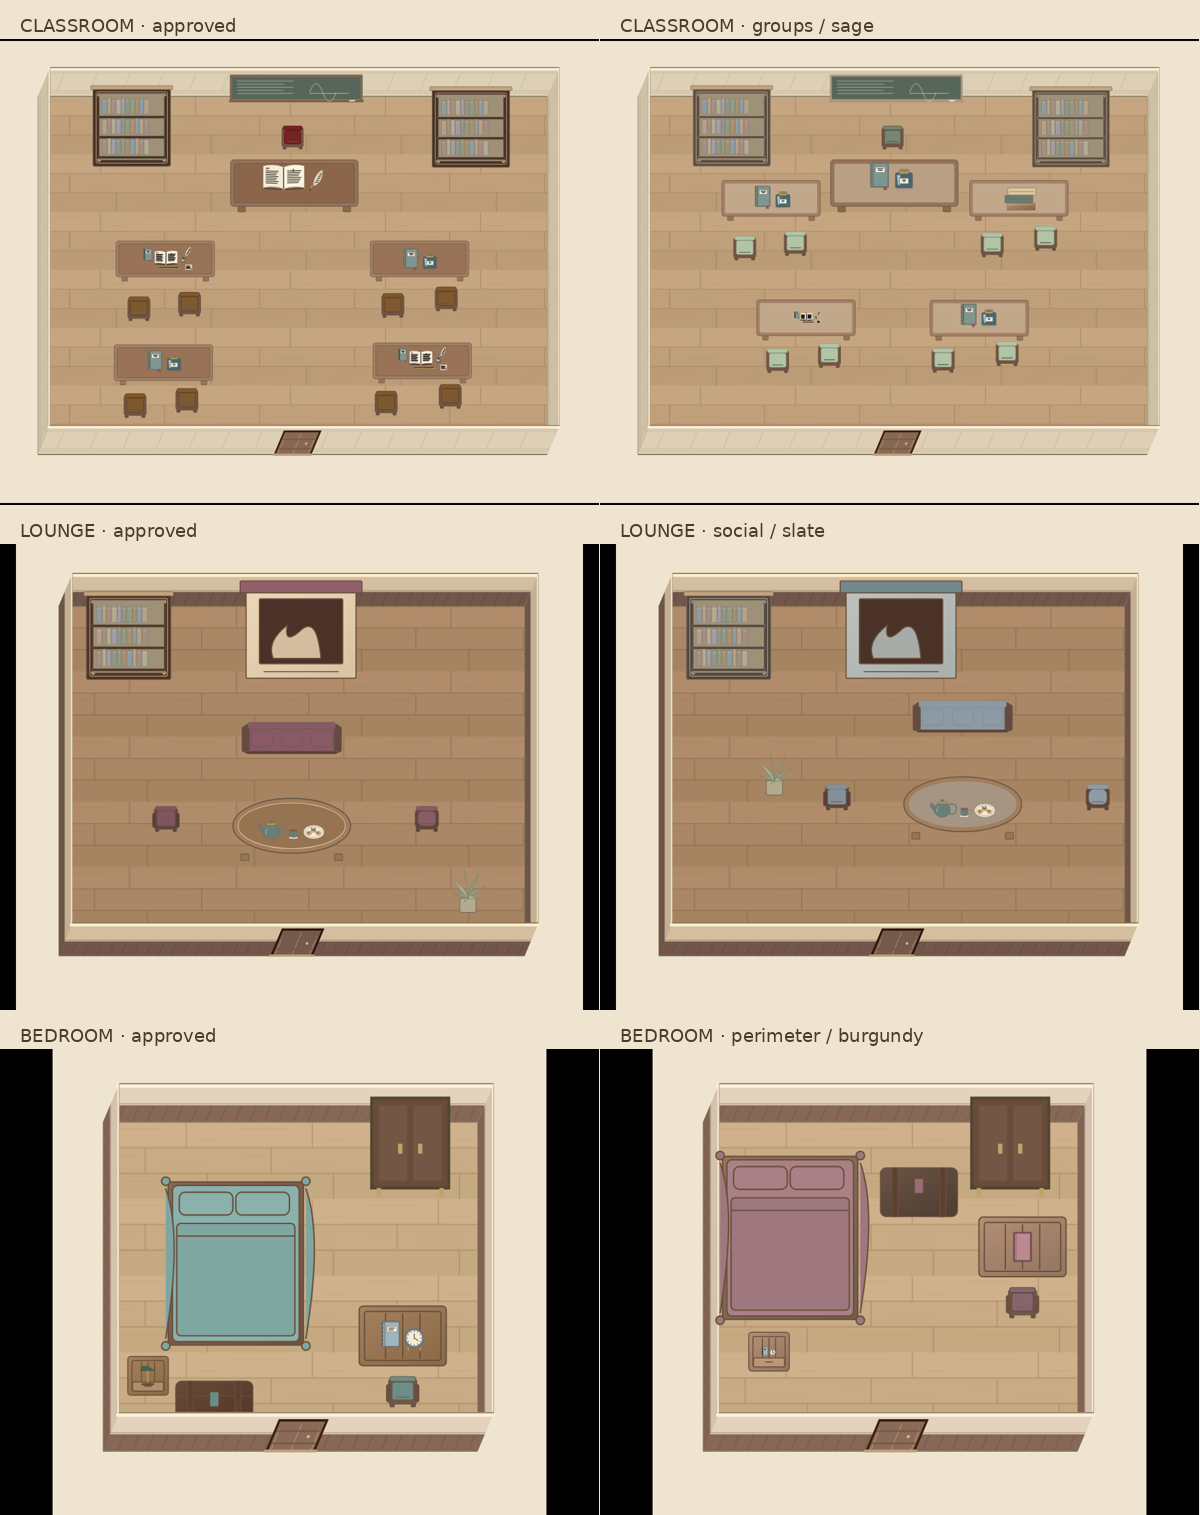 CLASSROOM · approved
CLASSROOM · groups / sage
LOUNGE · approved
LOUNGE · social / slate
BEDROOM · approved
BEDROOM · perimeter / burgundy